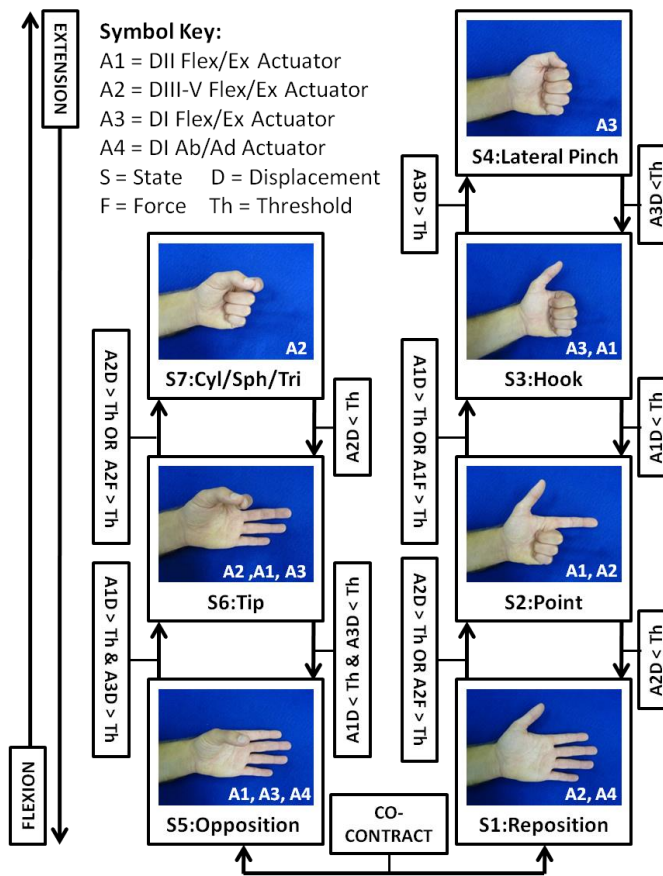 EXTENSION
FLEXION
Symbol Key:
A1 = DII Flex/Ex Actuator
A2 = DIII-V Flex/Ex Actuator
A3 = DI Flex/Ex Actuator
A4 = DI Ab/Ad Actuator
S = State D = Displacement
F = Force Th = Threshold
A3
S4:Lateral Pinch
A3D > Th
A3D <Th
A2
S7:Cyl/Sph/Tri
A3, A1
S3:Hook
A2D > Th OR A2F > Th
A2D < Th
A1D > Th OR A1F > Th
A1D < Th
A2 ,A1, A3
S6:Tip
A1, A2
S2:Point
A1D > Th & A3D > Th
A1D < Th & A3D < Th
A2D > Th OR A2F > Th
A2D < Th
A1, A3, A4
S5:Opposition
A2, A4
S1:Reposition
CO-
CONTRACT